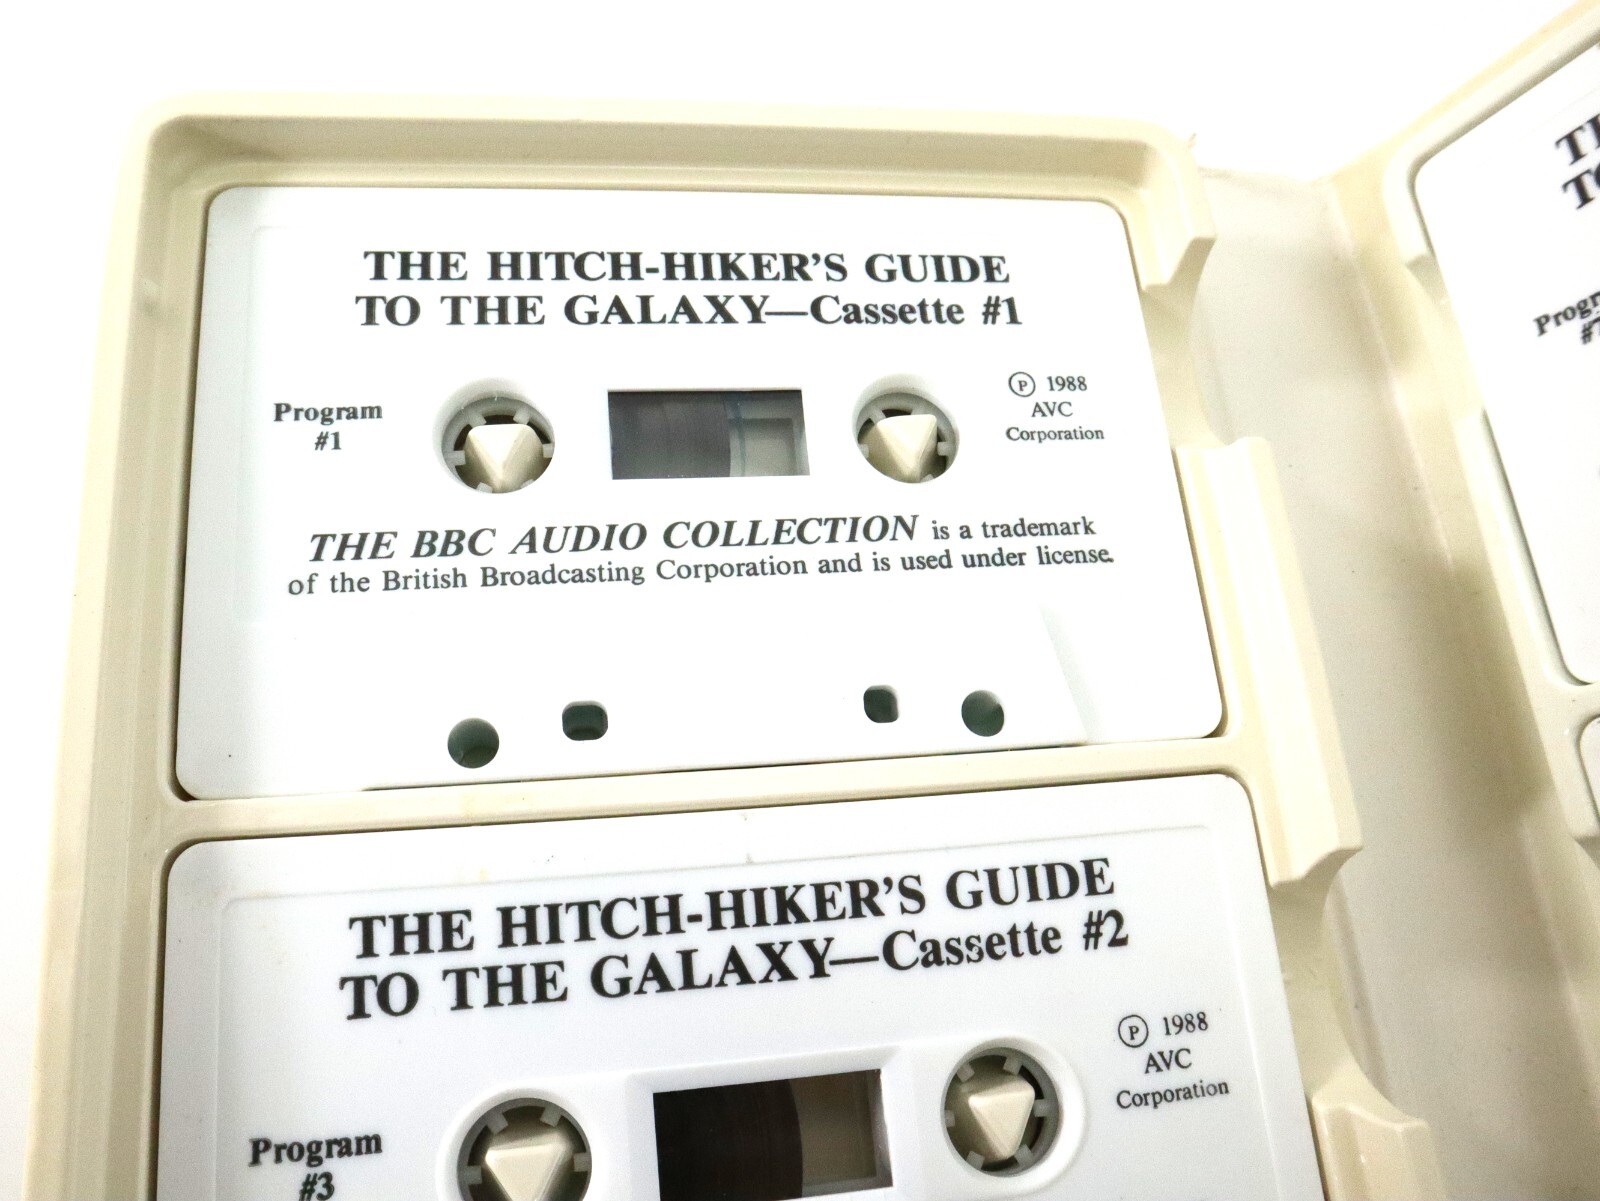 THE HITCH-HIKER'S GUIDE
TO THE GALAXY—Cassette #1
Program
#1
Ⓟ 1988
AVC
Corporation
THE BBC AUDIO COLLECTION is a trademark
of the British Broadcasting Corporation and is used under license.
THE HITCH-HIKER'S GUIDE
TO THE GALAXY—Cassette #2
Program
#3
Ⓟ 1988
AVC
Corporation